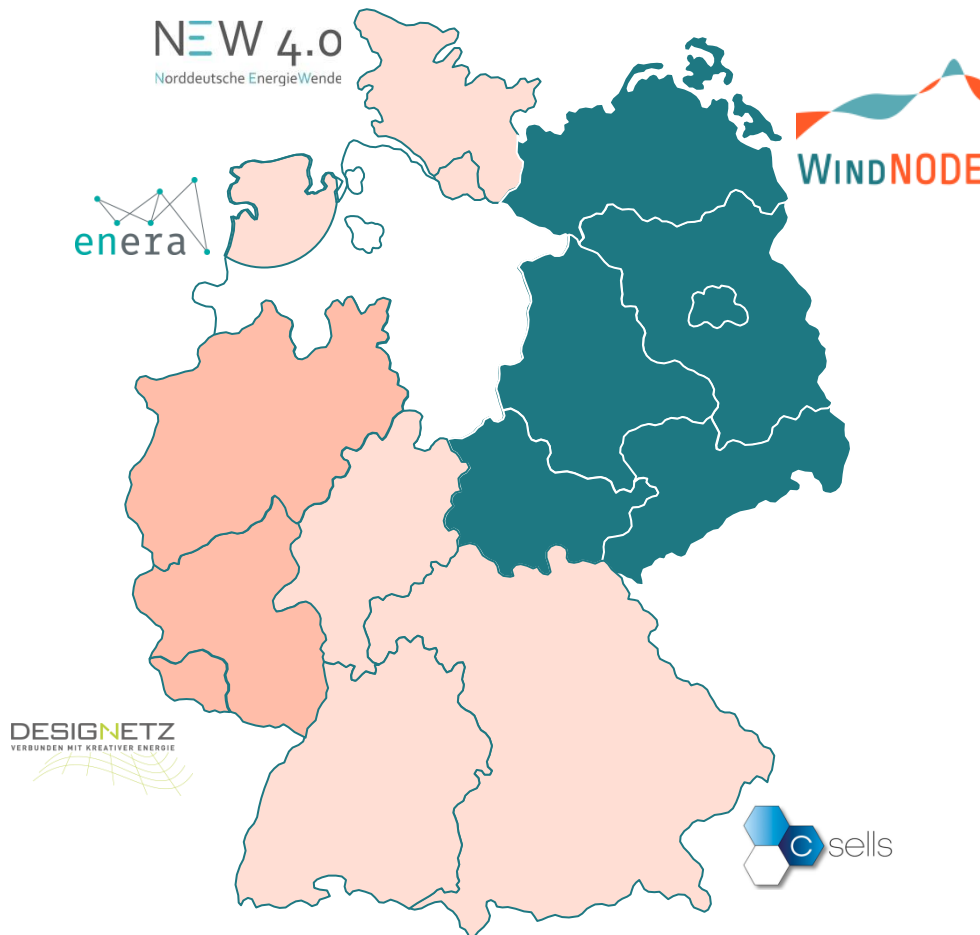 NEW 4.0
Norddeutsche EnergieWende
WINDNODE
enera
DESIGNETZ
VERBUNDEN MIT KREATIVER ENERGIE
C sells